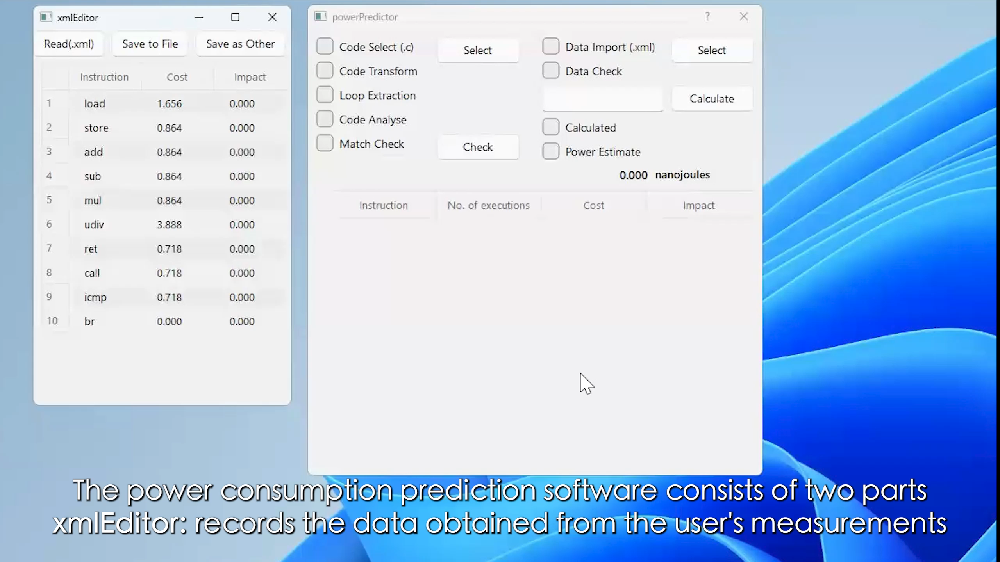 xmlEditor
Read(.xml) Save to File Save as Other
Instruction Cost Impact
1 load 1.656 0.000
2 store 0.864 0.000
3 add 0.864 0.000
4 sub 0.864 0.000
5 mul 0.864 0.000
6 udiv 3.888 0.000
7 ret 0.718 0.000
8 call 0.718 0.000
9 icmp 0.718 0.000
10 br 0.000 0.000
powerPredictor ?
Code Select (.c) Select Data Import (.xml) Select
Code Transform Data Check
Loop Extraction Calculate
Code Analyse Calculated
Match Check Check Power Estimate
0.000 nanojoules
Instruction No. of executions Cost Impact
The power consumption prediction software consists of two parts
xmlEditor: records the data obtained from the user's measurements